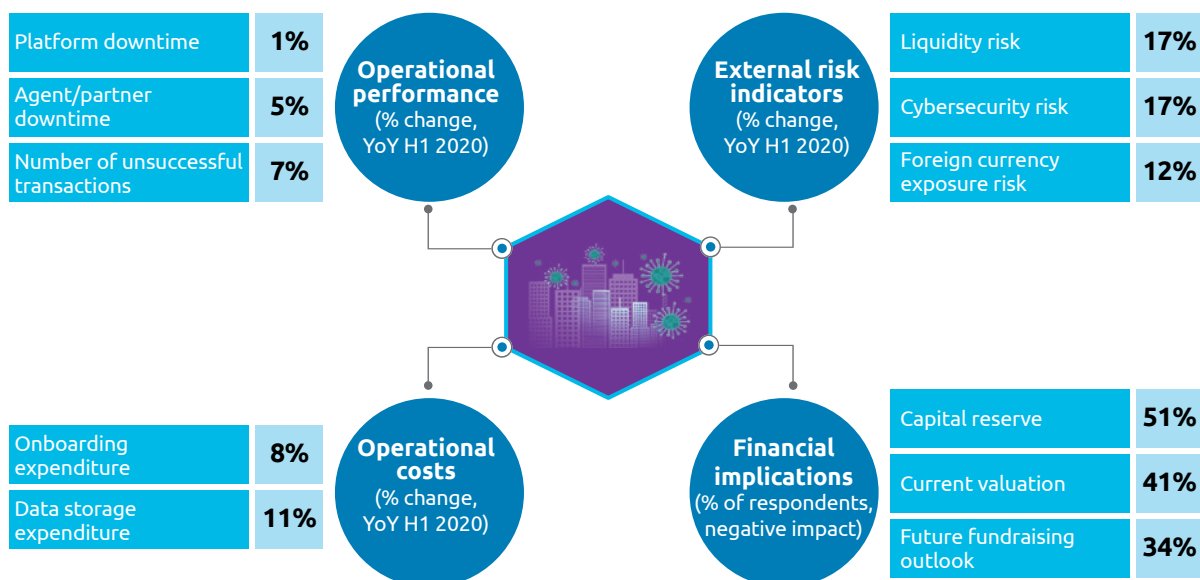 Platform downtime
1%
Agent/partner
downtime
5%
Number of unsuccessful
transactions
7%
Operational
performance
(% change,
YoY H1 2020)
External risk
indicators
(% change,
YoY H1 2020)
Liquidity risk
17%
Cybersecurity risk
17%
Foreign currency
exposure risk
12%
Onboarding
expenditure
8%
Data storage
expenditure
11%
Operational
costs
(% change,
YoY H1 2020)
Financial
implications
(% of respondents,
negative impact)
Capital reserve
51%
Current valuation
41%
Future fundraising
outlook
34%